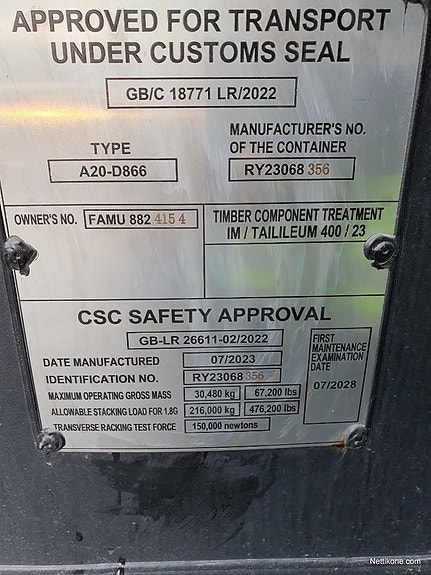 APPROVED FOR TRANSPORT
UNDER CUSTOMS SEAL
GB/C 18771 LR/2022
TYPE
A20-D866
MANUFACTURER'S NO.
OF THE CONTAINER
RY23068 356
OWNER'S NO. FAMU 882 415 4
TIMBER COMPONENT TREATMENT
IM / TAILILEUM 400 / 23
CSC SAFETY APPROVAL
GB-LR 26611-02/2022
DATE MANUFACTURED 07/2023
IDENTIFICATION NO. RY23068 356
MAXIMUM OPERATING GROSS MASS 30,480 kg 67,200 lbs
ALLOWABLE STACKING LOAD FOR 1.8G 216,000 kg 476,200 lbs
TRANSVERSE RACKING TEST FORCE 150,000 newtons
FIRST
MAINTENANCE
EXAMINATION
DATE
07/2028
Nettikone.com